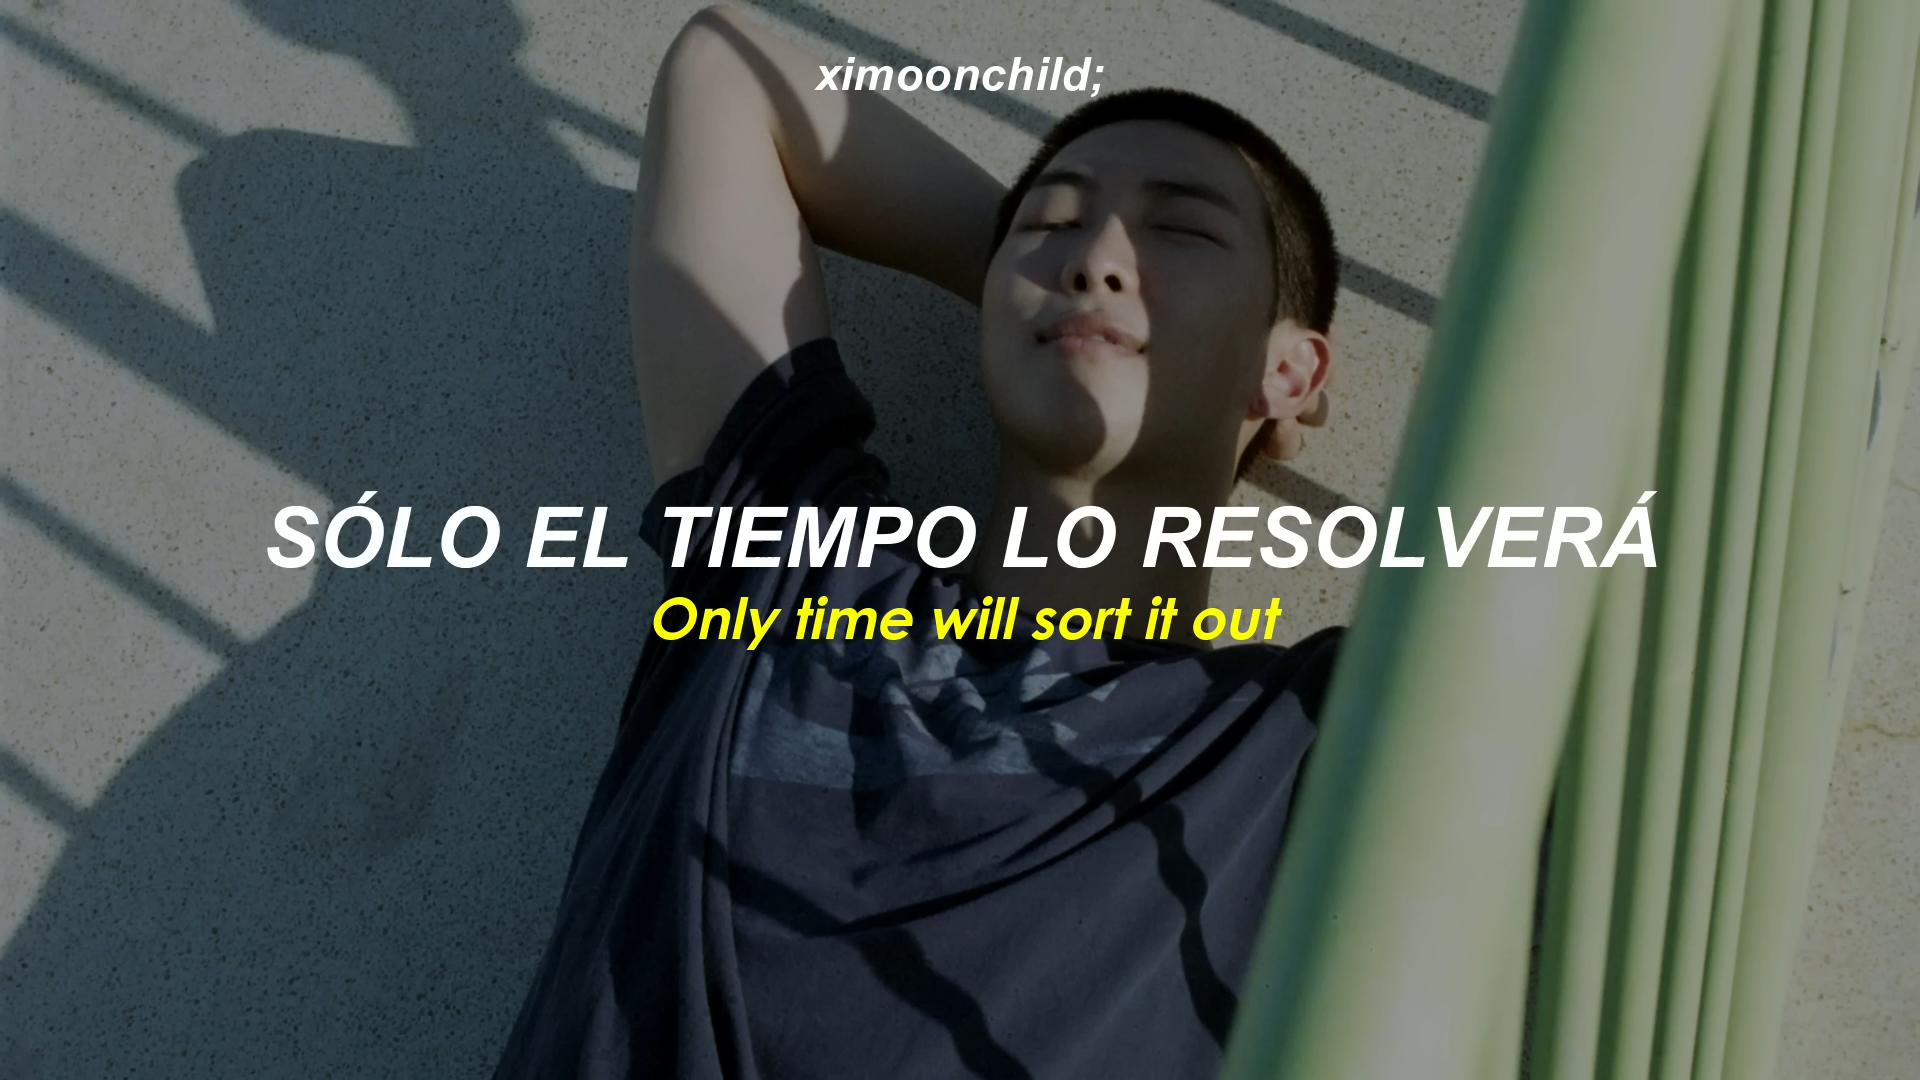 ximoonchild;
SÓLO EL TIEMPO LO RESOLVERÁ
Only time will sort it out